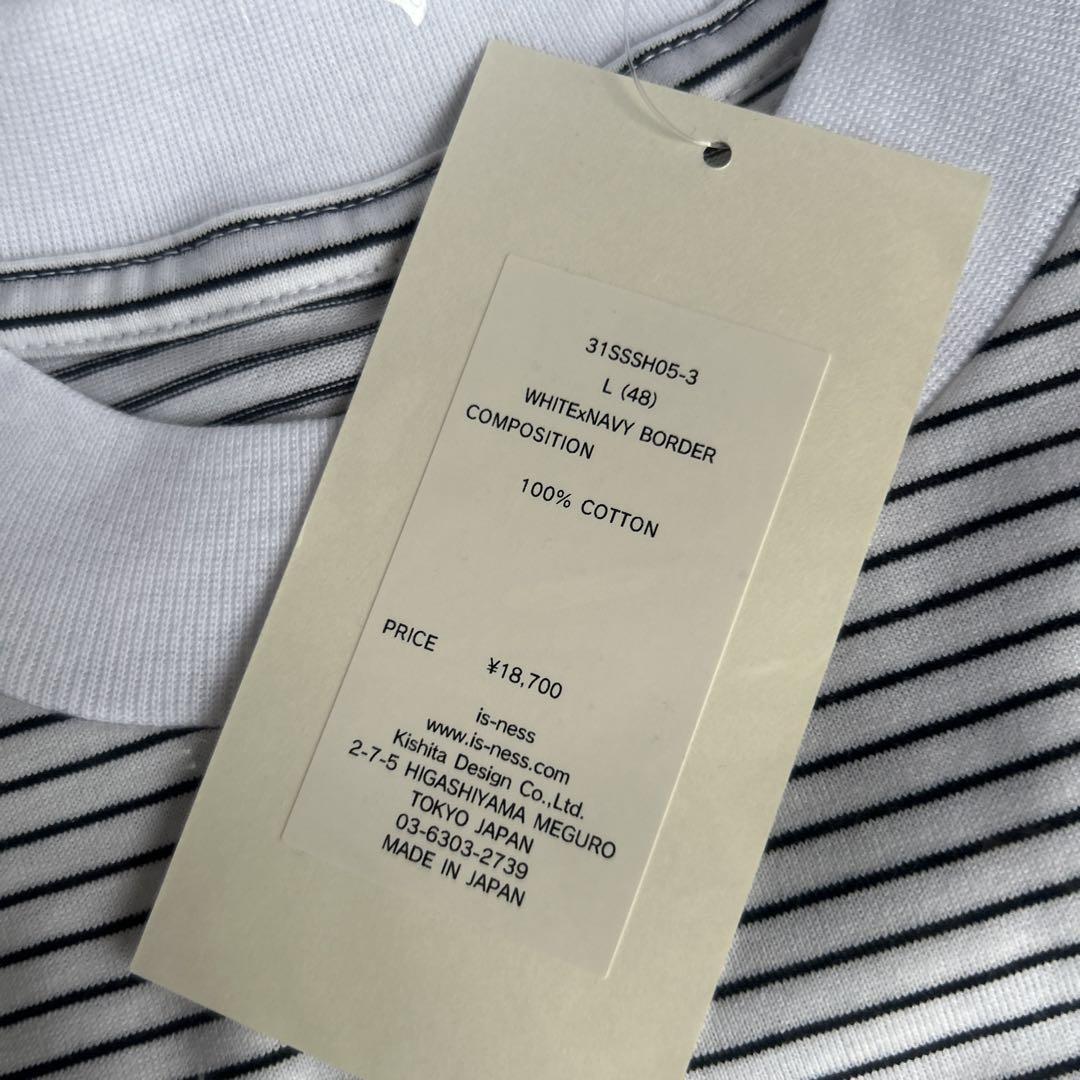 31SSSH05-3
L (48)
WHITExNAVY BORDER
COMPOSITION
100% COTTON
PRICE
¥18,700
is-ness
www.is-ness.com
Kishita Design Co.,Ltd.
2-7-5 HIGASHIYAMA MEGURO
TOKYO JAPAN
03-6303-2739
MADE IN JAPAN